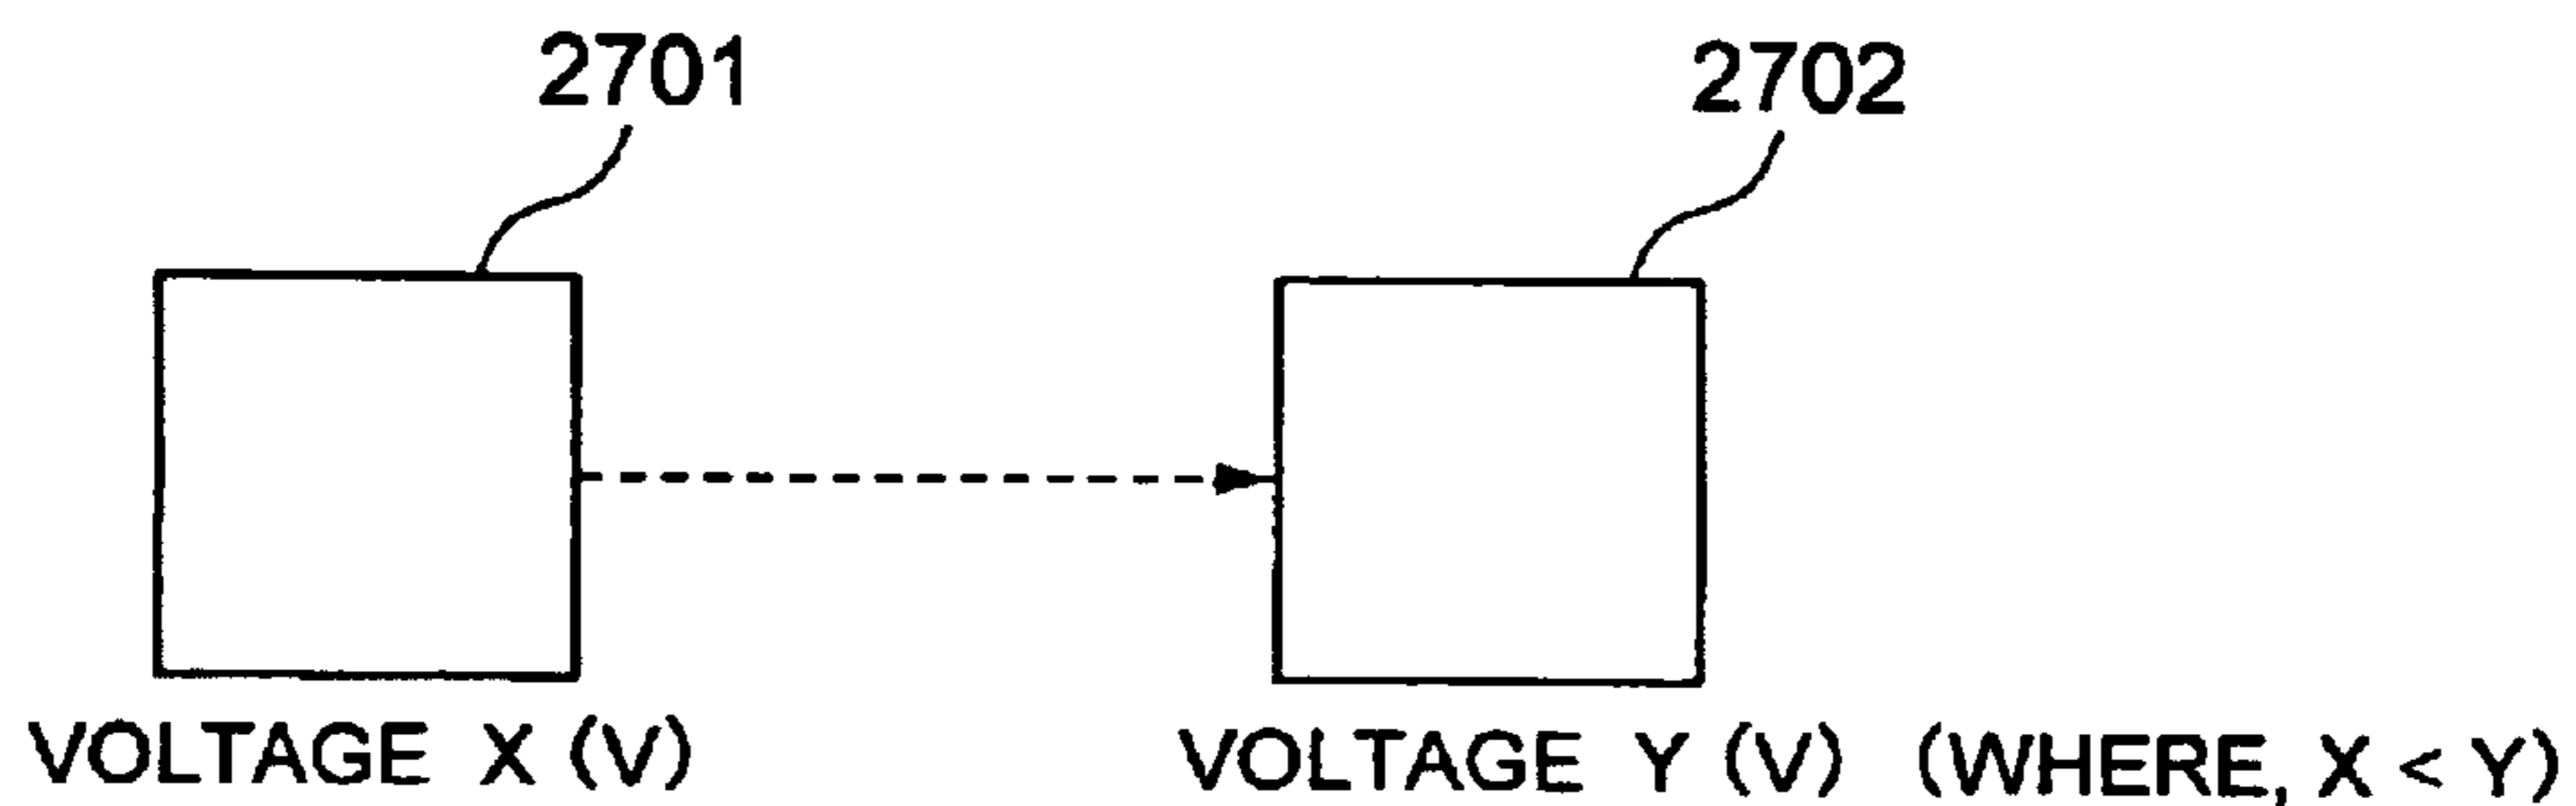 2701
2702
VOLTAGE X (V)
VOLTAGE Y (V) (WHERE, X < Y)